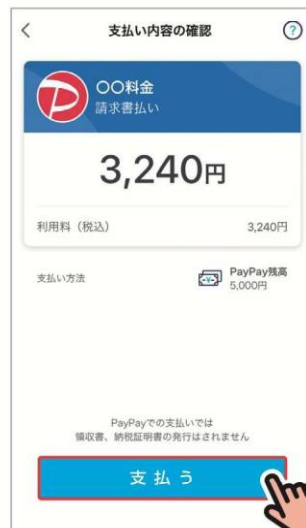 支払い内容の確認
?
〇〇料金
請求書払い
3,240円
利用料（税込） 3,240円
支払い方法 PayPay残高
5,000円
PayPayでの支払いでは
領収書、納税証明書の発行はされません
支払う